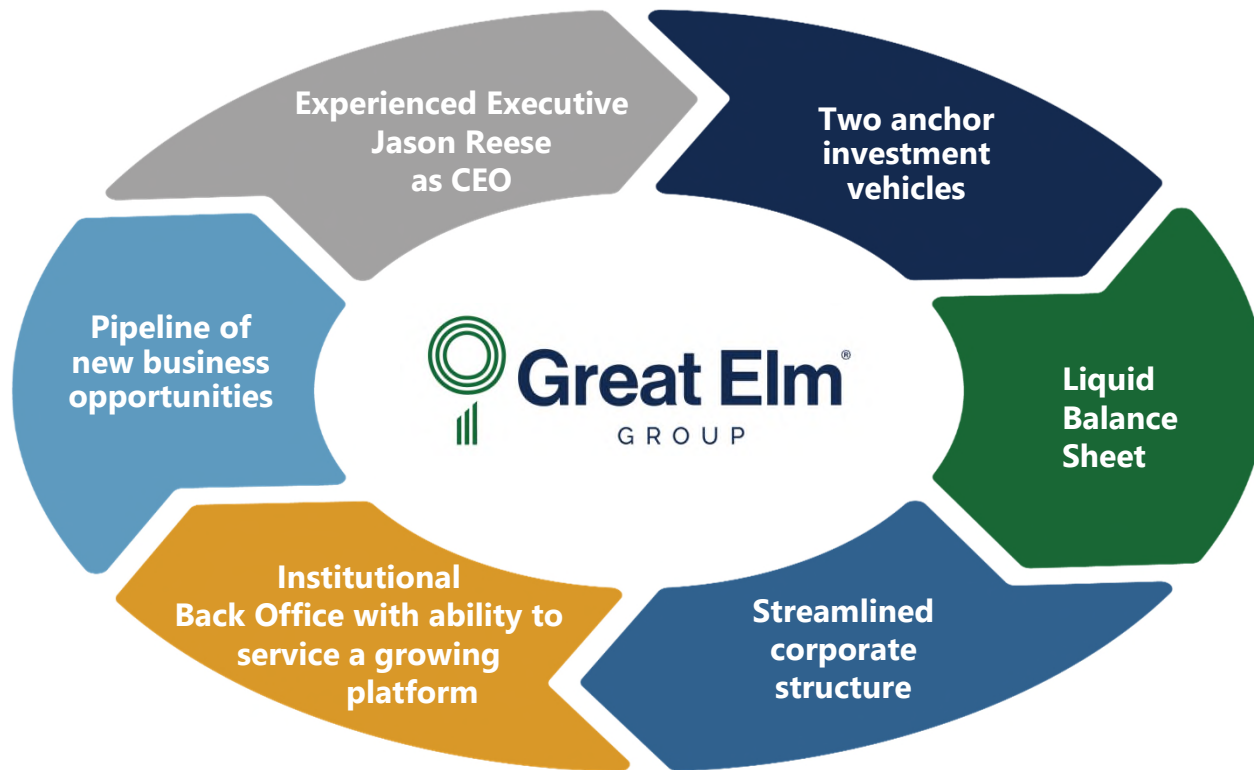 Experienced Executive
Jason Reese
as CEO
Two anchor
investment
vehicles
Liquid
Balance
Sheet
Streamlined
corporate
structure
Institutional
Back Office with ability to
service a growing
platform
Pipeline of
new business
opportunities
Great Elm®
GROUP